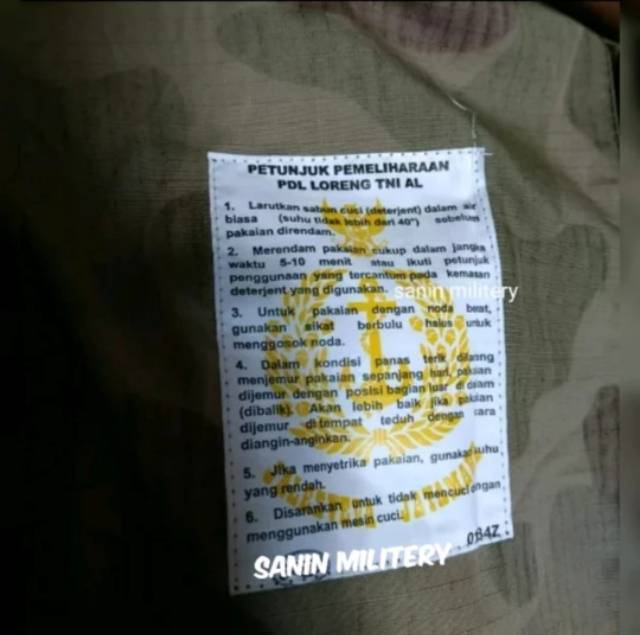 PETUNJUK PEMELIHARAAN
PDL LORENG TNI AL
1. Larutkan sabun cuci (deterjent) dalam air
biasa (suhu tidak lebih dari 40°) sebelum
pakaian direndam.
2. Merendam pakaian cukup dalam jangka
waktu 5-10 menit atau ikuti petunjuk
penggunaan yang tercantum pada kemasan
deterjent yang digunakan.
sanin militery
3. Untuk pakaian dengan noda berat,
gunakan sikat berbulu halus untuk
menggosok noda.
4. Dalam kondisi panas terik dilarang
menjemur pakaian sepanjang hari, pakaian
dijemur dengan posisi bagian luar di dalam
(dibalik). Akan lebih baik jika pakaian
dijemur di tempat teduh dengan cara
diangin-anginkan.
5. Jika menyetrika pakaian, gunakan suhu
yang rendah.
6. Disarankan untuk tidak mencuci dengan
menggunakan mesin cuci.
SANIN MILITERY